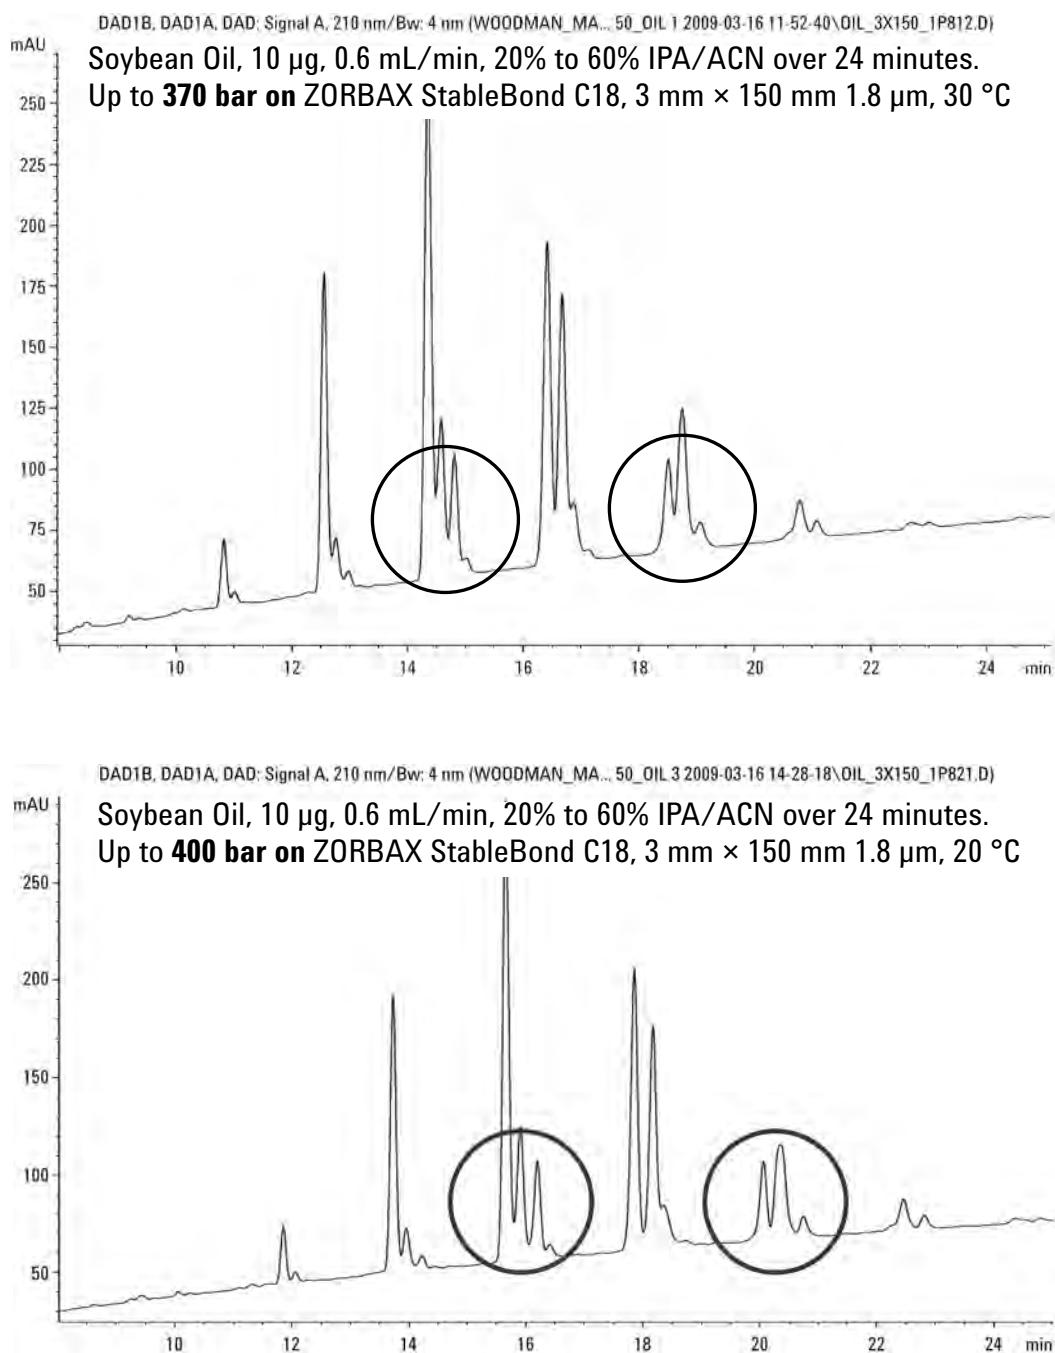 DAD1B, DAD1A, DAD: Signal A, 210 nm/Bw: 4 nm (WOODMAN_MA... 50_OIL 1 2009-03-16 11-52-40\OIL_3X150_1P812.D)
mAU
Soybean Oil, 10 µg, 0.6 mL/min, 20% to 60% IPA/ACN over 24 minutes.
Up to 370 bar on ZORBAX StableBond C18, 3 mm × 150 mm 1.8 µm, 30 °C
250
225
200
175
150
125
100
75
50
10 12 14 16 18 20 22 24 min
DAD1B, DAD1A, DAD: Signal A, 210 nm/Bw: 4 nm (WOODMAN_MA... 50_OIL 3 2009-03-16 14-28-18\OIL_3X150_1P821.D)
mAU
Soybean Oil, 10 µg, 0.6 mL/min, 20% to 60% IPA/ACN over 24 minutes.
Up to 400 bar on ZORBAX StableBond C18, 3 mm × 150 mm 1.8 µm, 20 °C
250
200
150
100
50
10 12 14 16 18 20 22 24 min